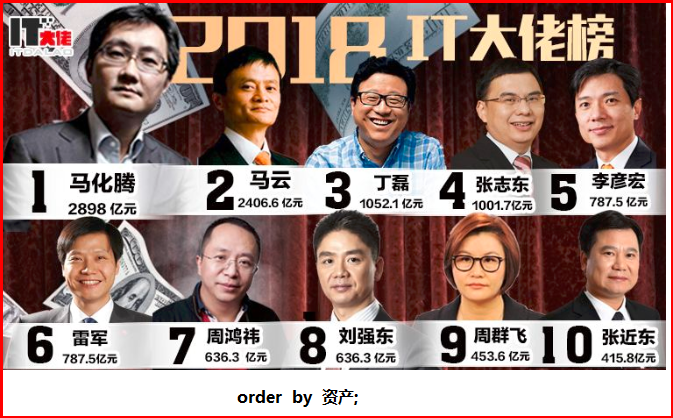 IT大佬
ITDALAO
2018 IT大佬榜
1 马化腾
2898 亿元
2 马云
2406.6 亿元
3 丁磊
1052.1 亿元
4 张志东
1001.7亿元
5 李彦宏
787.5 亿元
6 雷军
787.5亿元
7 周鸿祎
636.3 亿元
8 刘强东
636.3 亿元
9 周群飞
453.6 亿元
10 张近东
415.8亿元
order by 资产;